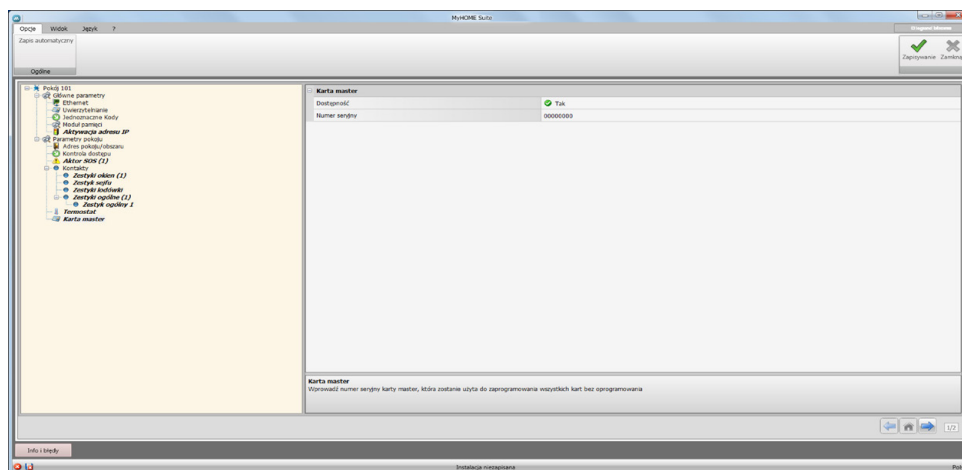 MyHOME Suite
Opcje Widok Język ?
Zapis automatyczny
Zapisywanie Zamkna
Ogólne
Pokój 101
Główne parametry
Ethernet
Uwierzytelnianie
Jednoznaczne Kody
Moduł pamięci
Aktywacja adresu IP
Parametry pokoju
Adres pokoju/obszaru
Kontrola dostępu
Aktor SOS (1)
Kontakty
Zestyki okien (1)
Zestyk sejfu
Zestyki lodówki
Zestyki ogólne (1)
Zestyk ogólny 1
Termostat
Karta master
Karta master
Dostępność Tak
Numer seryjny 00000000
Karta master
Wprowadź numer seryjny karty master, która zostanie użyta do zaprogramowania wszystkich kart bez oprogramowania
1/2
Info i błędy
Instalacja niezapisana
Pok